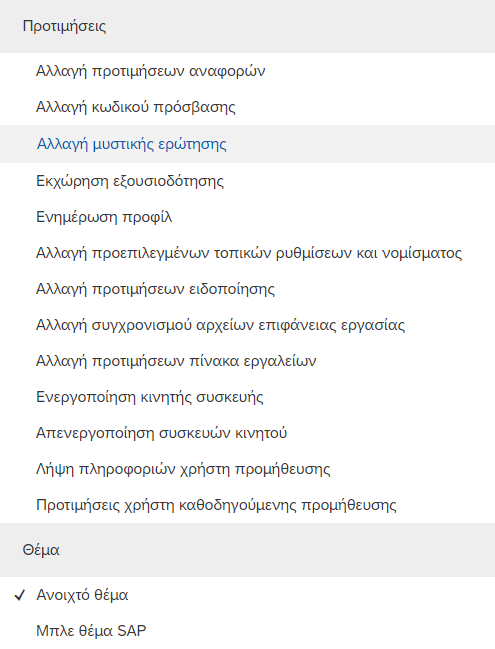 Προτιμήσεις
Αλλαγή προτιμήσεων αναφορών
Αλλαγή κωδικού πρόσβασης
Αλλαγή μυστικής ερώτησης
Εκχώρηση εξουσιοδότησης
Ενημέρωση προφίλ
Αλλαγή προεπιλεγμένων τοπικών ρυθμίσεων και νομίσματος
Αλλαγή προτιμήσεων ειδοποίησης
Αλλαγή συγχρονισμού αρχείων επιφάνειας εργασίας
Αλλαγή προτιμήσεων πίνακα εργαλείων
Ενεργοποίηση κινητής συσκευής
Απενεργοποίηση συσκευών κινητού
Λήψη πληροφοριών χρήστη προμήθευσης
Προτιμήσεις χρήστη καθοδηγούμενης προμήθευσης
Θέμα
Ανοιχτό θέμα
Μπλε θέμα SAP